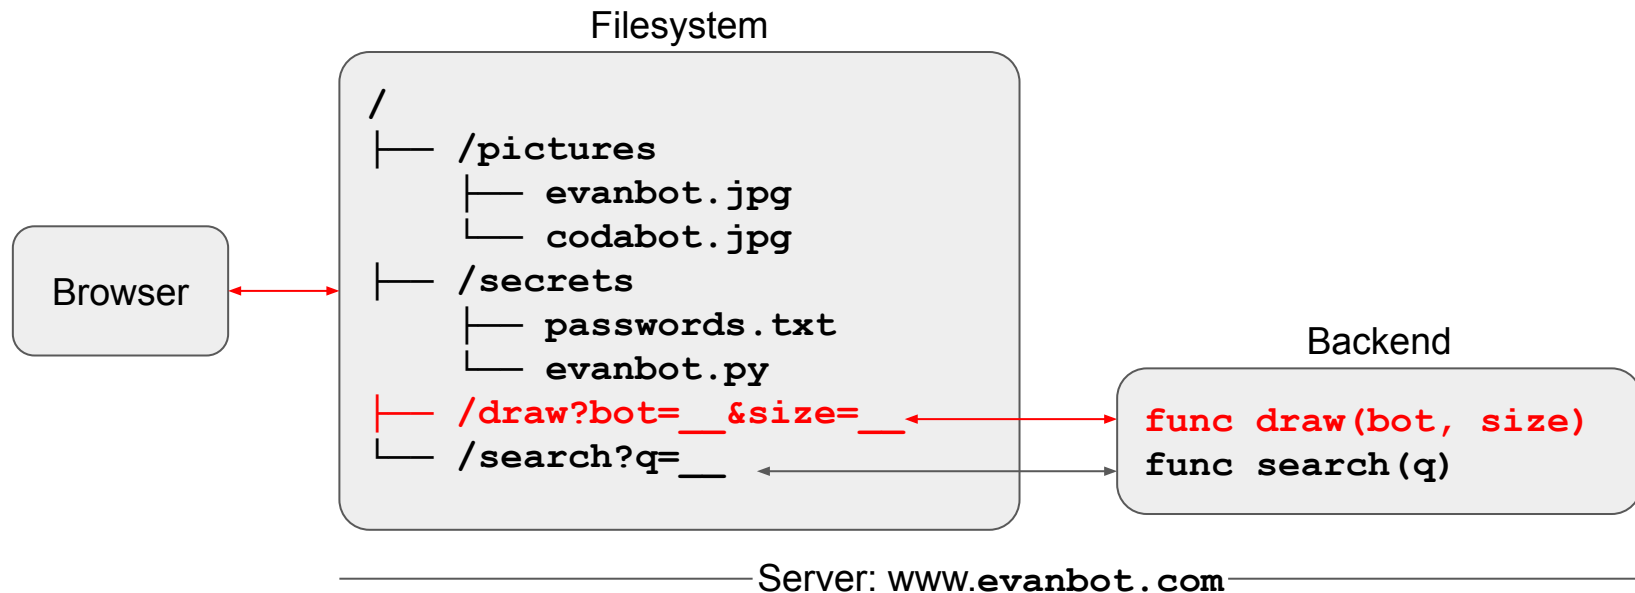 Filesystem
/
├── /pictures
├── evanbot.jpg
└── codabot.jpg
├── /secrets
├── passwords.txt
└── evanbot.py
├── /draw?bot=__&size=__
└── /search?q=__
Browser
Backend
func draw(bot, size)
func search(q)
Server: www.evanbot.com